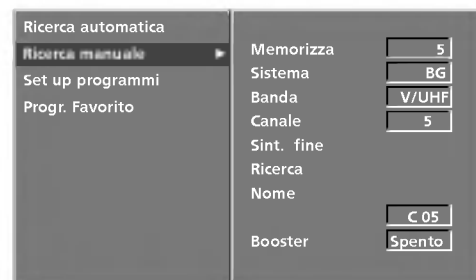 Ricerca automatica
Ricerca manuale
Set up programmi
Progr. Favorito
Memorizza 5
Sistema BG
Banda V/UHF
Canale 5
Sint. fine
Ricerca
Nome
C 05
Booster Spento